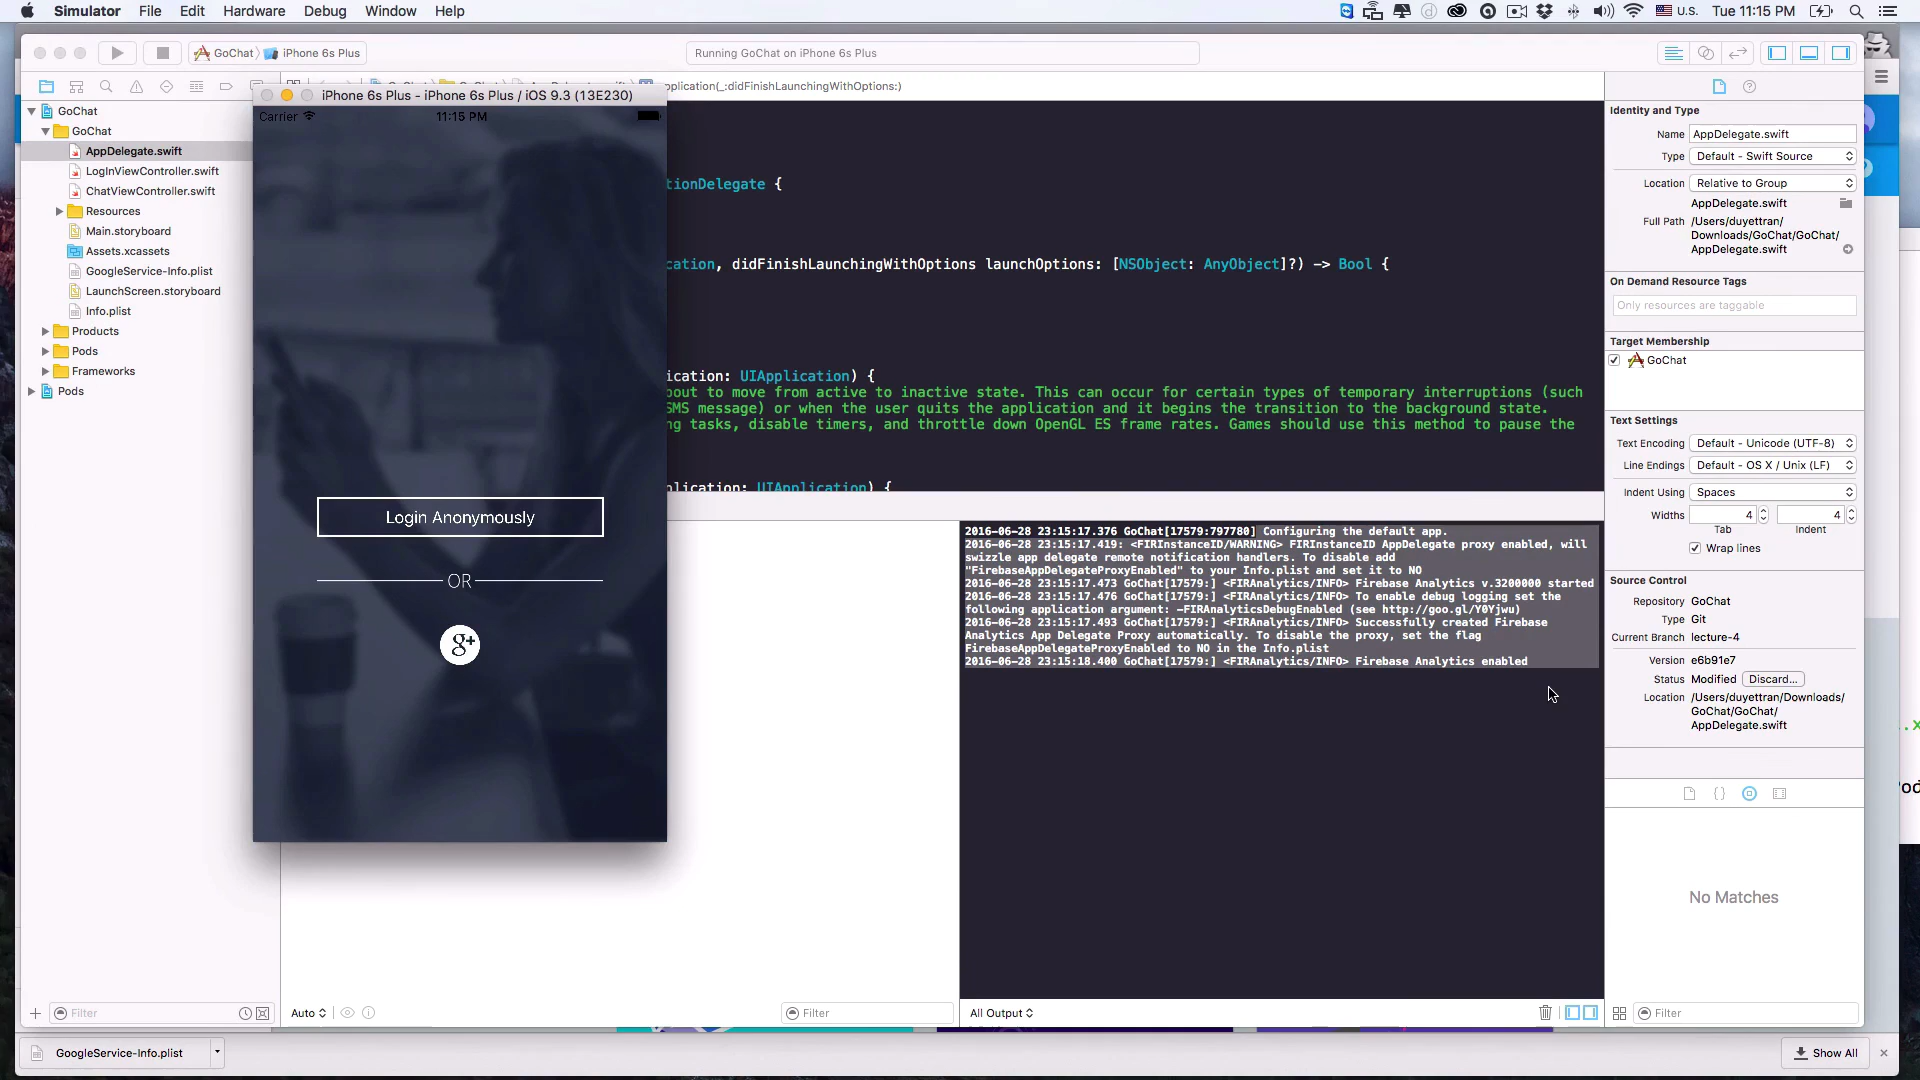 Simulator File Edit Hardware Debug Window Help
U.S. Tue 11:15 PM
GoChat iPhone 6s Plus
Running GoChat on iPhone 6s Plus
pplication(_:didFinishLaunchingWithOptions:)
GoChat
GoChat
AppDelegate.swift
LogInViewController.swift
ChatViewController.swift
Resources
Main.storyboard
Assets.xcassets
GoogleService-Info.plist
LaunchScreen.storyboard
Info.plist
Products
Pods
Frameworks
Pods
Filter
iPhone 6s Plus - iPhone 6s Plus / iOS 9.3 (13E230)
Carrier 11:15 PM
Login Anonymously
OR
g+
tionDelegate {
cation, didFinishLaunchingWithOptions launchOptions: [NSObject: AnyObject]?) -> Bool {
ication: UIApplication) {
bout to move from active to inactive state. This can occur for certain types of temporary interruptions (such
SMS message) or when the user quits the application and it begins the transition to the background state.
ng tasks, disable timers, and throttle down OpenGL ES frame rates. Games should use this method to pause the
plication: UIApplication) {
2016-06-28 23:15:17.376 GoChat[17579:797780] Configuring the default app.
2016-06-28 23:15:17.419: <FIRInstanceID/WARNING> FIRInstanceID AppDelegate proxy enabled, will
swizzle app delegate remote notification handlers. To disable add
"FirebaseAppDelegateProxyEnabled" to your Info.plist and set it to NO
2016-06-28 23:15:17.473 GoChat[17579:] <FIRAnalytics/INFO> Firebase Analytics v.3200000 started
2016-06-28 23:15:17.476 GoChat[17579:] <FIRAnalytics/INFO> To enable debug logging set the
following application argument: -FIRAnalyticsDebugEnabled (see http://goo.gl/Y0Yjwu)
2016-06-28 23:15:17.493 GoChat[17579:] <FIRAnalytics/INFO> Successfully created Firebase
Analytics App Delegate Proxy automatically. To disable the proxy, set the flag
FirebaseAppDelegateProxyEnabled to NO in the Info.plist
2016-06-28 23:15:18.400 GoChat[17579:] <FIRAnalytics/INFO> Firebase Analytics enabled
Auto
Filter
All Output
Identity and Type
Name AppDelegate.swift
Type Default - Swift Source
Location Relative to Group
AppDelegate.swift
Full Path /Users/duyettran/
Downloads/GoChat/GoChat/
AppDelegate.swift
On Demand Resource Tags
Only resources are taggable
Target Membership
GoChat
Text Settings
Text Encoding Default - Unicode (UTF-8)
Line Endings Default - OS X / Unix (LF)
Indent Using Spaces
Widths 4 4
Tab Indent
Wrap lines
Source Control
Repository GoChat
Type Git
Current Branch lecture-4
Version e6b91e7
Status Modified Discard...
Location /Users/duyettran/Downloads/
GoChat/GoChat/
AppDelegate.swift
No Matches
Filter
GoogleService-Info.plist
Show All